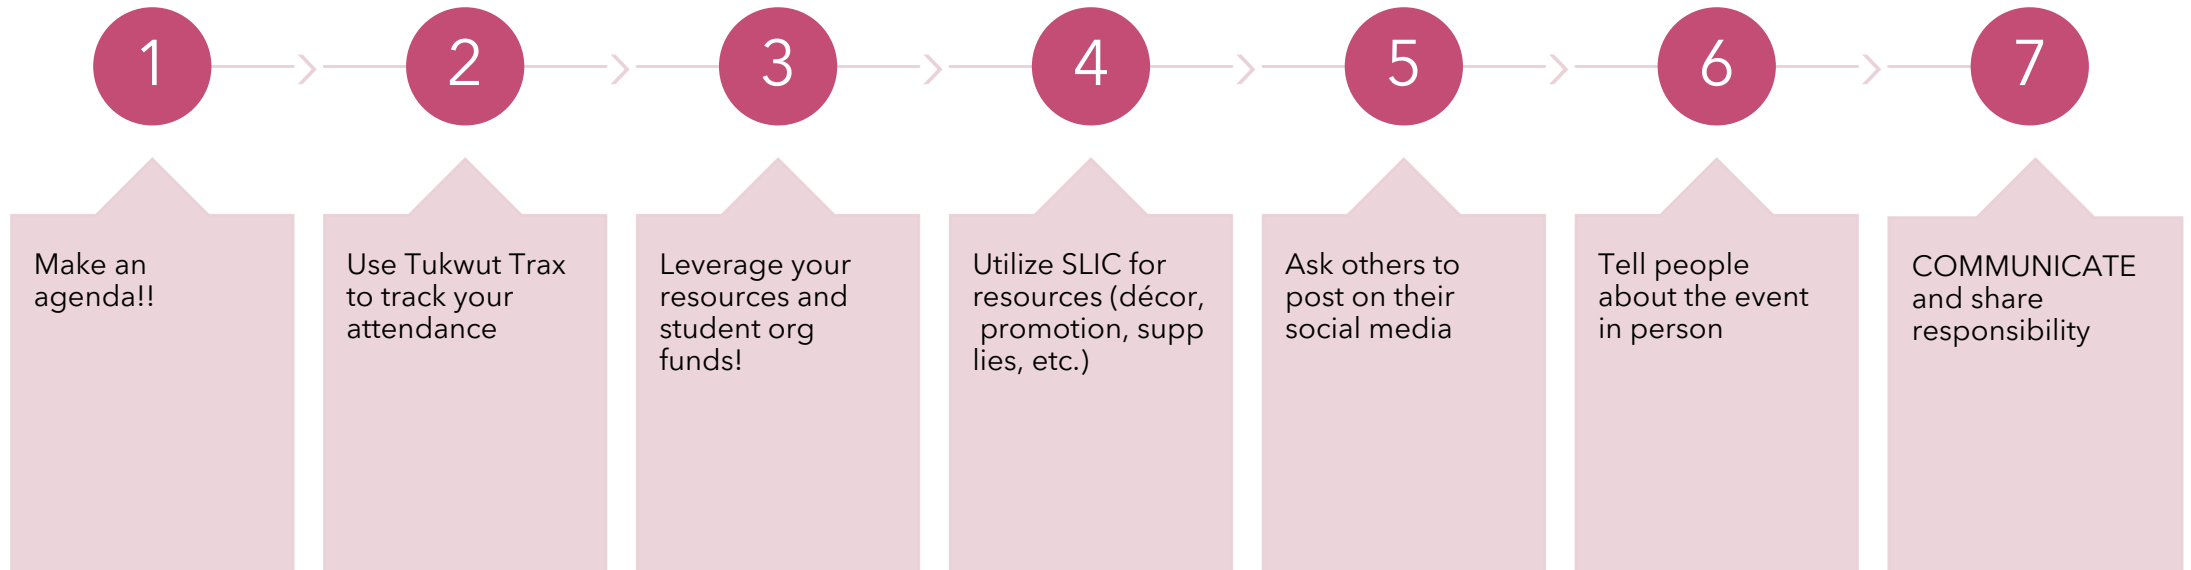 1
2
3
4
5
6
7
Make an
agenda!!
Use Tukwut Trax
to track your
attendance
Leverage your
resources and
student org
funds!
Utilize SLIC for
resources (décor,
promotion, supp
lies, etc.)
Ask others to
post on their
social media
Tell people
about the event
in person
COMMUNICATE
and share
responsibility